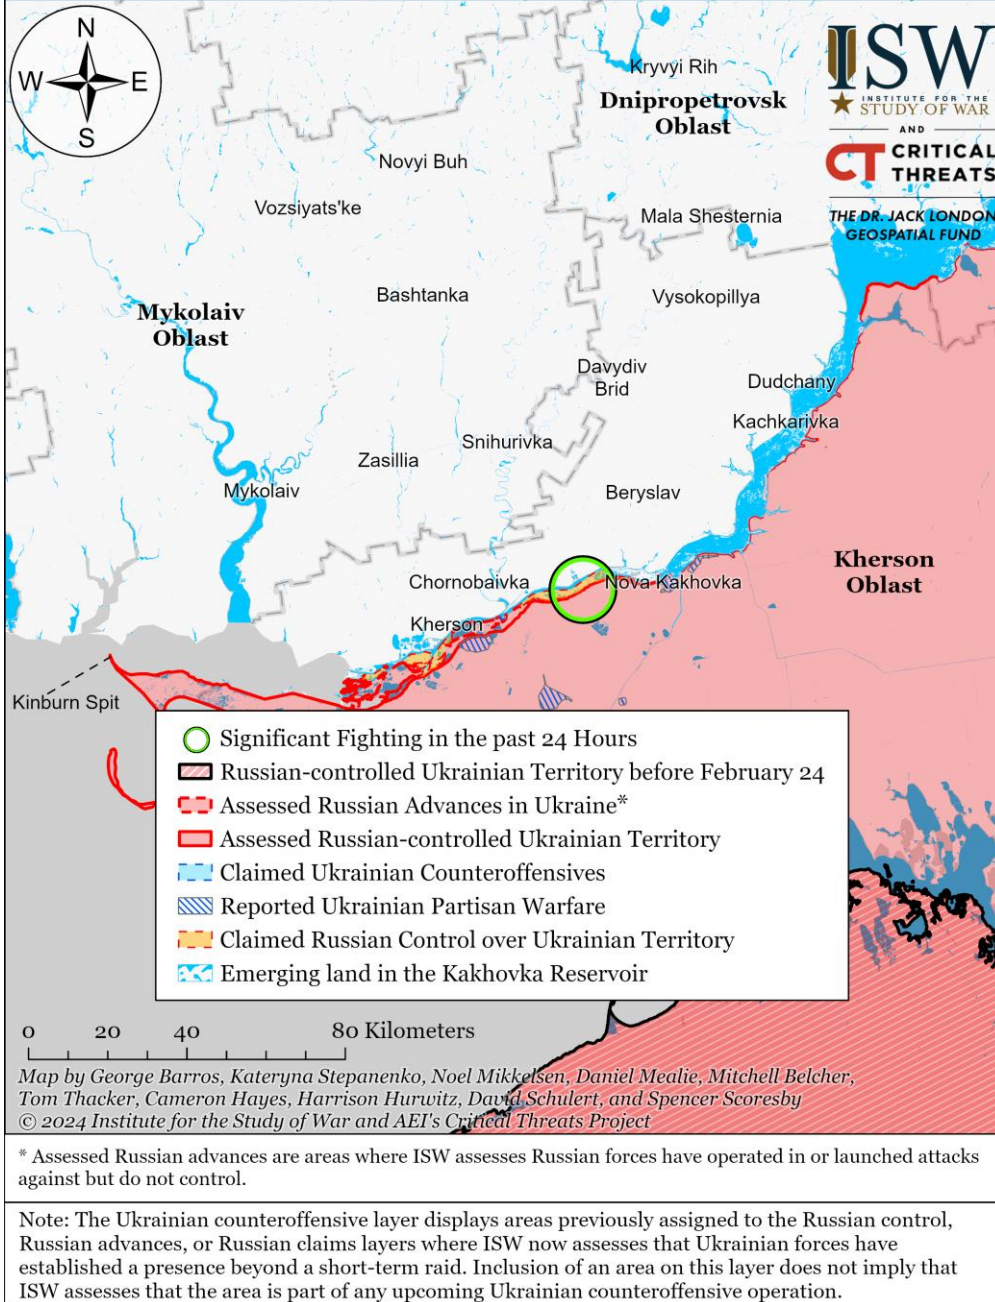 N
W E
S
ISW
INSTITUTE FOR THE
STUDY OF WAR
AND
CT CRITICAL
THREATS
THE DR. JACK LONDON
GEOSPATIAL FUND
Kryvyi Rih
Dnipropetrovsk
Oblast
Novyi Buh
Vozsiyats'ke
Mala Shesternia
Bashtanka
Vysokopillya
Mykolaiv
Oblast
Davydiv
Brid
Dudchany
Kachkarivka
Snihurivka
Zasillia
Mykolaiv
Beryslav
Kherson
Oblast
Chornobaivka
Nova Kakhovka
Kherson
Kinburn Spit
Significant Fighting in the past 24 Hours
Russian-controlled Ukrainian Territory before February 24
Assessed Russian Advances in Ukraine*
Assessed Russian-controlled Ukrainian Territory
Claimed Ukrainian Counteroffensives
Reported Ukrainian Partisan Warfare
Claimed Russian Control over Ukrainian Territory
Emerging land in the Kakhovka Reservoir
0 20 40 80 Kilometers
Map by George Barros, Kateryna Stepanenko, Noel Mikkelsen, Daniel Mealie, Mitchell Belcher,
Tom Thacker, Cameron Hayes, Harrison Hurwitz, David Schulert, and Spencer Scoresby
© 2024 Institute for the Study of War and AEI's Critical Threats Project
* Assessed Russian advances are areas where ISW assesses Russian forces have operated in or launched attacks
against but do not control.
Note: The Ukrainian counteroffensive layer displays areas previously assigned to the Russian control,
Russian advances, or Russian claims layers where ISW now assesses that Ukrainian forces have
established a presence beyond a short-term raid. Inclusion of an area on this layer does not imply that
ISW assesses that the area is part of any upcoming Ukrainian counteroffensive operation.